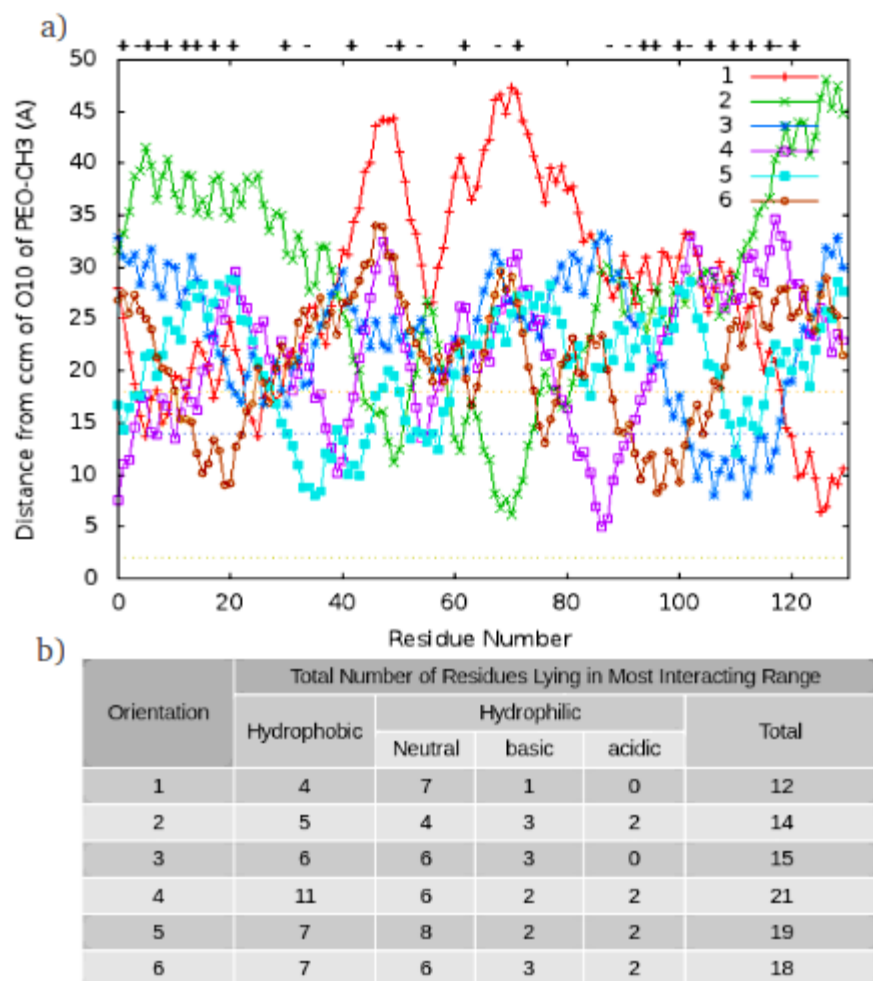 a)
+ -+-+ ++ + + + - + -+ - + - + - - ++ +- + + + +- +
50
45
40
35
30
25
20
15
10
5
0
Distance from ccm of O10 of PEO-CH3 (A)
1
2
3
4
5
6
0 20 40 60 80 100 120
Residue Number
b)
Orientation
Total Number of Residues Lying in Most Interacting Range
Hydrophobic
Hydrophilic
Total
Neutral basic acidic
1 4 7 1 0 12
2 5 4 3 2 14
3 6 6 3 0 15
4 11 6 2 2 21
5 7 8 2 2 19
6 7 6 3 2 18